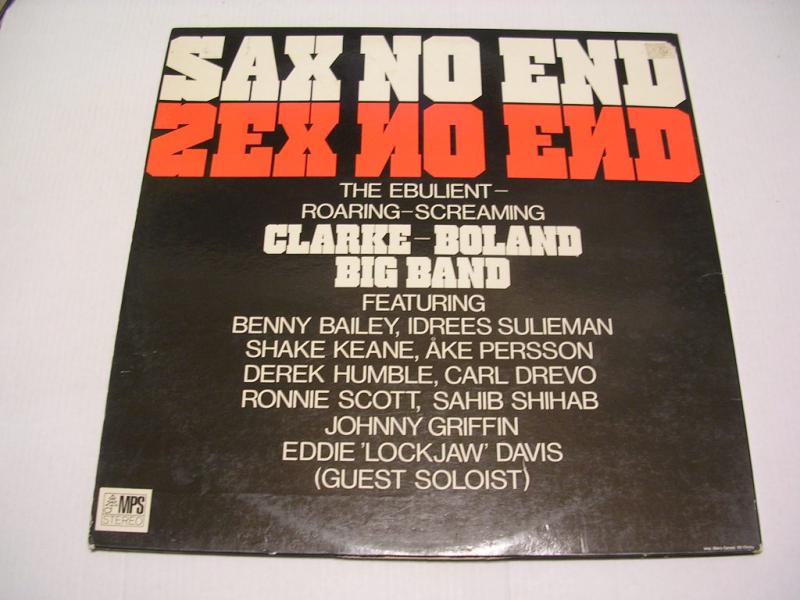 SAX NO END
ZEX NO END
THE EBULIENT–
ROARING–SCREAMING
CLARKE–BOLAND
BIG BAND
FEATURING
BENNY BAILEY, IDREES SULIEMAN
SHAKE KEANE, ÅKE PERSSON
DEREK HUMBLE, CARL DREVO
RONNIE SCOTT, SAHIB SHIHAB
JOHNNY GRIFFIN
EDDIE 'LOCKJAW' DAVIS
(GUEST SOLOIST)
MPS
STEREO